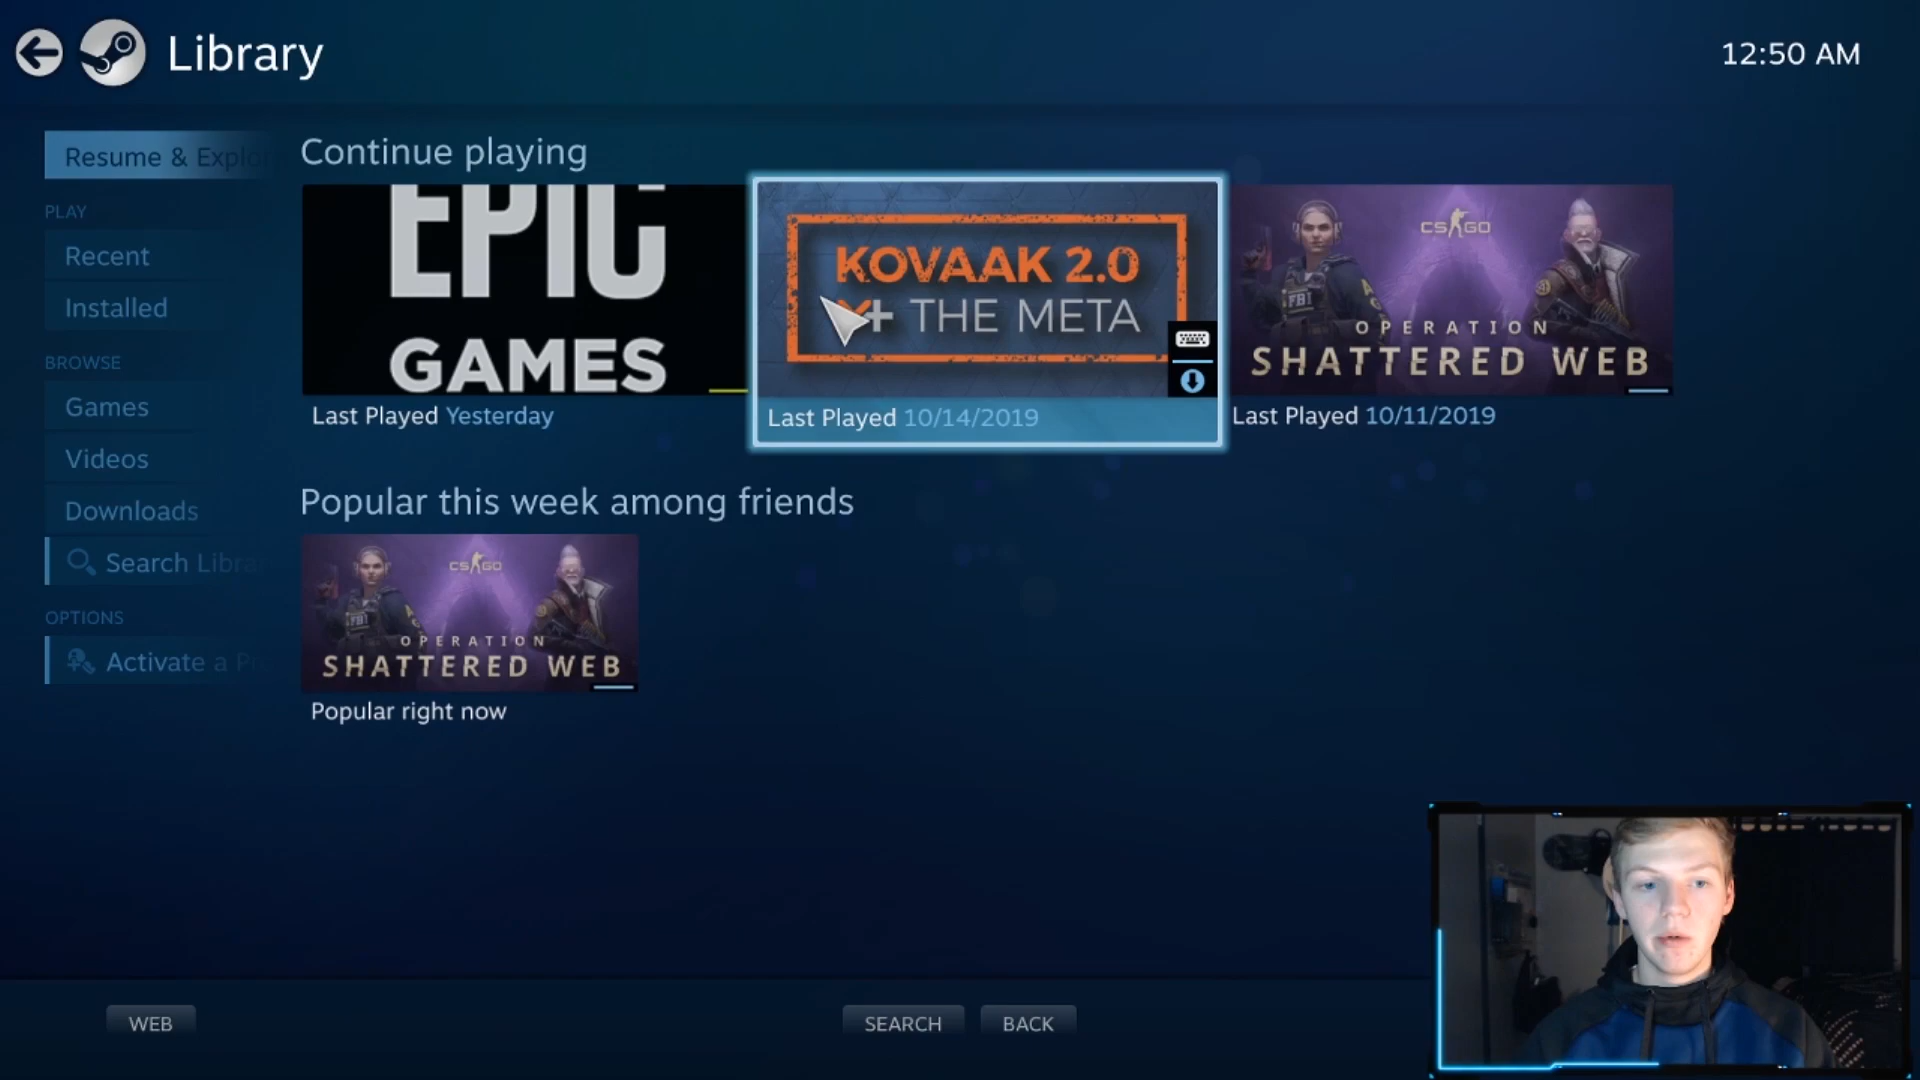 Library
12:50 AM
Resume & Explo
PLAY
Recent
Installed
BROWSE
Games
Videos
Downloads
Search Libra
OPTIONS
Activate a P
Continue playing
EPIC
GAMES
Last Played Yesterday
KOVAAK 2.0
+ THE META
Last Played 10/14/2019
CS GO
FBI
OPERATION
SHATTERED WEB
Last Played 10/11/2019
Popular this week among friends
CS GO
FBI
OPERATION
SHATTERED WEB
Popular right now
WEB
SEARCH
BACK